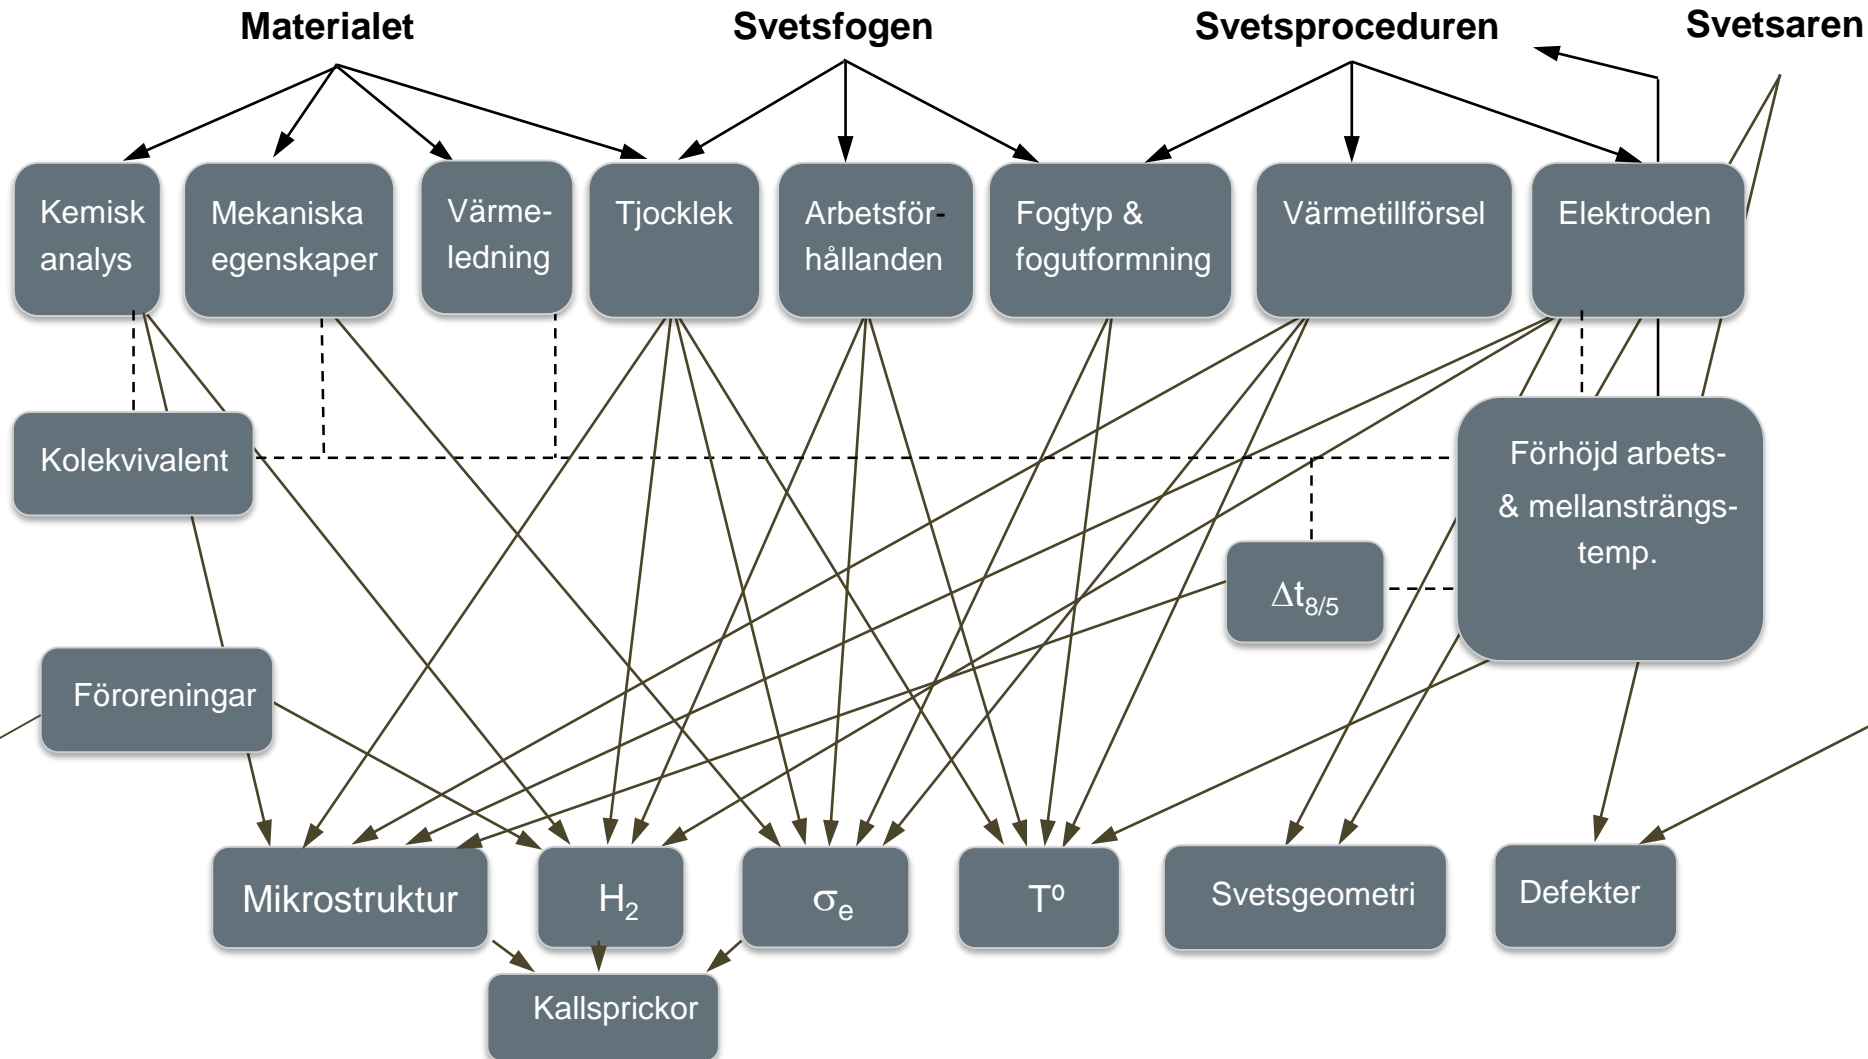 Materialet
Svetsfogen
Svetsproceduren
Svetsaren
Kemisk
analys
Mekaniska
egenskaper
Värme-
ledning
Tjocklek
Arbetsför-
hållanden
Fogtyp &
fogutformning
Värmetillförsel
Elektroden
Kolekvivalent
Förhöjd arbets-
& mellansträngs-
temp.
Δt8/5
Föroreningar
Mikrostruktur
H2
σe
Tº
Svetsgeometri
Defekter
Kallsprickor